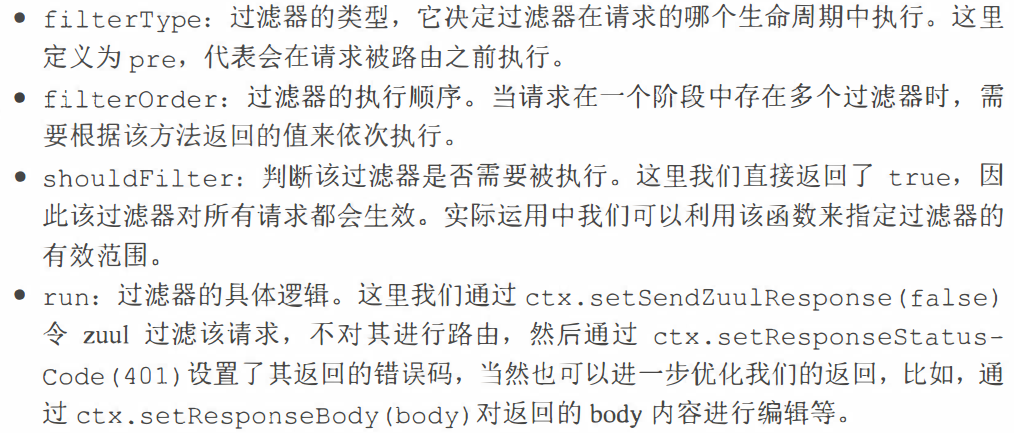 ● filterType：过滤器的类型，它决定过滤器在请求的哪个生命周期中执行。这里
定义为 pre，代表会在请求被路由之前执行。
● filterOrder：过滤器的执行顺序。当请求在一个阶段中存在多个过滤器时，需
要根据该方法返回的值来依次执行。
● shouldFilter：判断该过滤器是否需要被执行。这里我们直接返回了 true，因
此该过滤器对所有请求都会生效。实际运用中我们可以利用该函数来指定过滤器的
有效范围。
● run：过滤器的具体逻辑。这里我们通过 ctx.setSendZuulResponse(false)
令 zuul 过滤该请求，不对其进行路由，然后通过 ctx.setResponseStatus-
Code(401)设置了其返回的错误码，当然也可以进一步优化我们的返回，比如，通
过 ctx.setResponseBody(body)对返回的 body 内容进行编辑等。